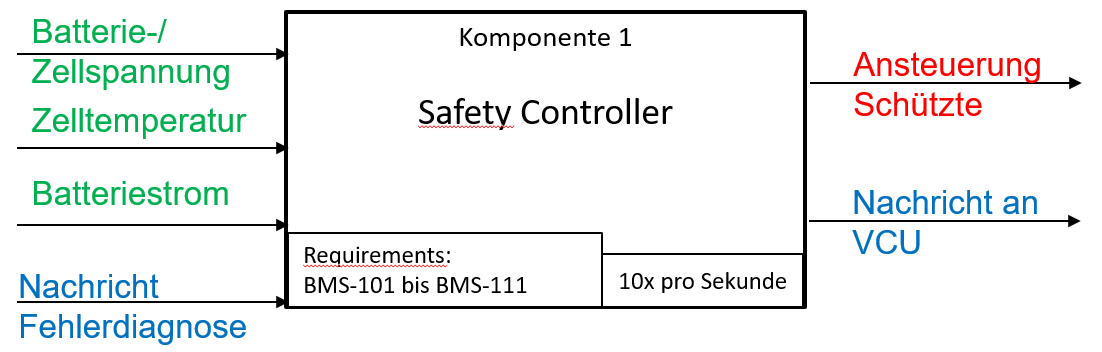 Batterie-/
Zellspannung
Zelltemperatur
Batteriestrom
Nachricht
Fehlerdiagnose
Komponente 1
Safety Controller
Requirements:
BMS-101 bis BMS-111
10x pro Sekunde
Ansteuerung
Schützte
Nachricht an
VCU